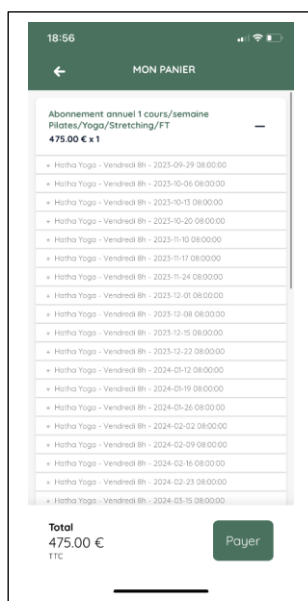 18:56
MON PANIER
Abonnement annuel 1 cours/semaine
Pilates/Yoga/Stretching/FT
475.00 € x 1
+ Hatha Yoga - Vendredi 8h - 2023-09-29 08:00:00
+ Hatha Yoga - Vendredi 8h - 2023-10-06 08:00:00
+ Hatha Yoga - Vendredi 8h - 2023-10-13 08:00:00
+ Hatha Yoga - Vendredi 8h - 2023-10-20 08:00:00
+ Hatha Yoga - Vendredi 8h - 2023-11-10 08:00:00
+ Hatha Yoga - Vendredi 8h - 2023-11-17 08:00:00
+ Hatha Yoga - Vendredi 8h - 2023-11-24 08:00:00
+ Hatha Yoga - Vendredi 8h - 2023-12-01 08:00:00
+ Hatha Yoga - Vendredi 8h - 2023-12-08 08:00:00
+ Hatha Yoga - Vendredi 8h - 2023-12-15 08:00:00
+ Hatha Yoga - Vendredi 8h - 2023-12-22 08:00:00
+ Hatha Yoga - Vendredi 8h - 2024-01-12 08:00:00
+ Hatha Yoga - Vendredi 8h - 2024-01-19 08:00:00
+ Hatha Yoga - Vendredi 8h - 2024-01-26 08:00:00
+ Hatha Yoga - Vendredi 8h - 2024-02-02 08:00:00
+ Hatha Yoga - Vendredi 8h - 2024-02-09 08:00:00
+ Hatha Yoga - Vendredi 8h - 2024-02-16 08:00:00
+ Hatha Yoga - Vendredi 8h - 2024-02-23 08:00:00
+ Hatha Yoga - Vendredi 8h - 2024-03-15 08:00:00
Total
475.00 €
TTC
Payer